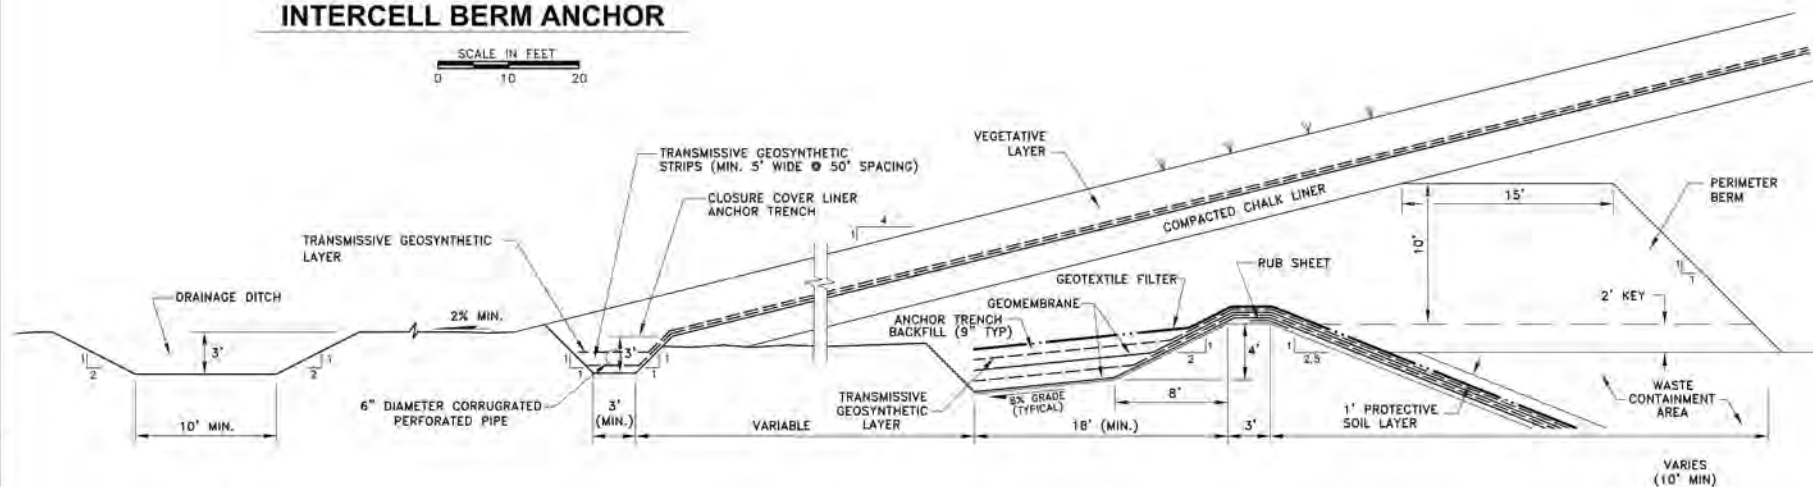 INTERCELL BERM ANCHOR
SCALE IN FEET
0 10 20
TRANSMISSIVE GEOSYNTHETIC
STRIPS (MIN. 5' WIDE @ 50' SPACING)
CLOSURE COVER LINER
ANCHOR TRENCH
TRANSMISSIVE GEOSYNTHETIC
LAYER
DRAINAGE DITCH
2% MIN.
3'
1
2
1
2
10' MIN.
6" DIAMETER CORRUGRATED
PERFORATED PIPE
1
1
3'
1
1
3'
(MIN.)
VARIABLE
VEGETATIVE
LAYER
1
4
COMPACTED CHALK LINER
GEOTEXTILE FILTER
GEOMEMBRANE
ANCHOR TRENCH
BACKFILL (9" TYP)
RUB SHEET
TRANSMISSIVE
GEOSYNTHETIC
LAYER
8% GRADE
(TYPICAL)
2
1
4'
1
2.5
8'
18' (MIN.)
3'
15'
10'
PERIMETER
BERM
1
1
2' KEY
1' PROTECTIVE
SOIL LAYER
WASTE
CONTAINMENT
AREA
VARIES
(10' MIN)